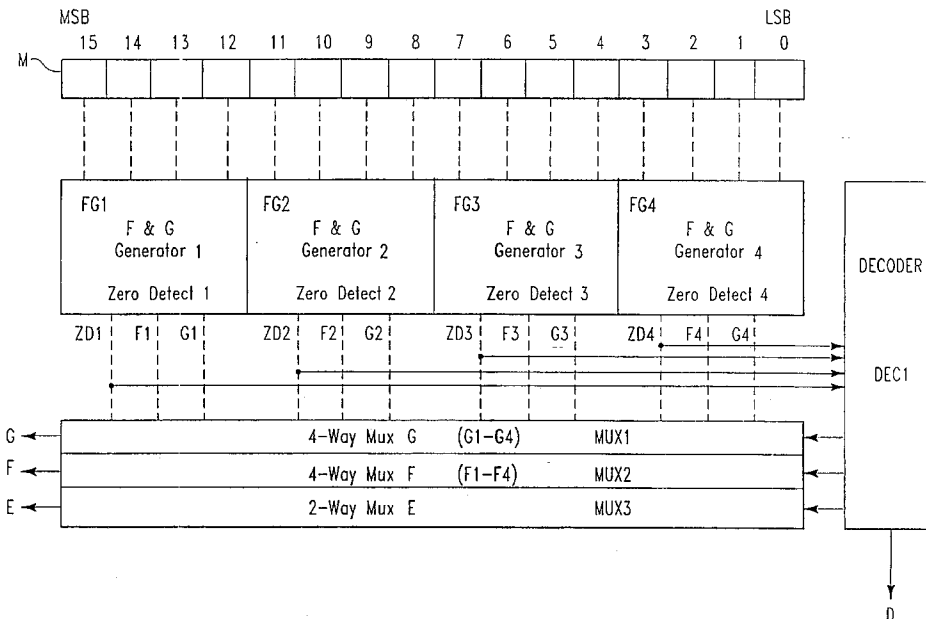 MSB LSB
15 14 13 12 11 10 9 8 7 6 5 4 3 2 1 0
M
FG1 FG2 FG3 FG4
F & G F & G F & G F & G
Generator 1 Generator 2 Generator 3 Generator 4
DECODER
Zero Detect 1 Zero Detect 2 Zero Detect 3 Zero Detect 4
ZD1 F1 G1 ZD2 F2 G2 ZD3 F3 G3 ZD4 F4 G4
DEC1
G 4-Way Mux G (G1-G4) MUX1
F 4-Way Mux F (F1-F4) MUX2
E 2-Way Mux E MUX3
D